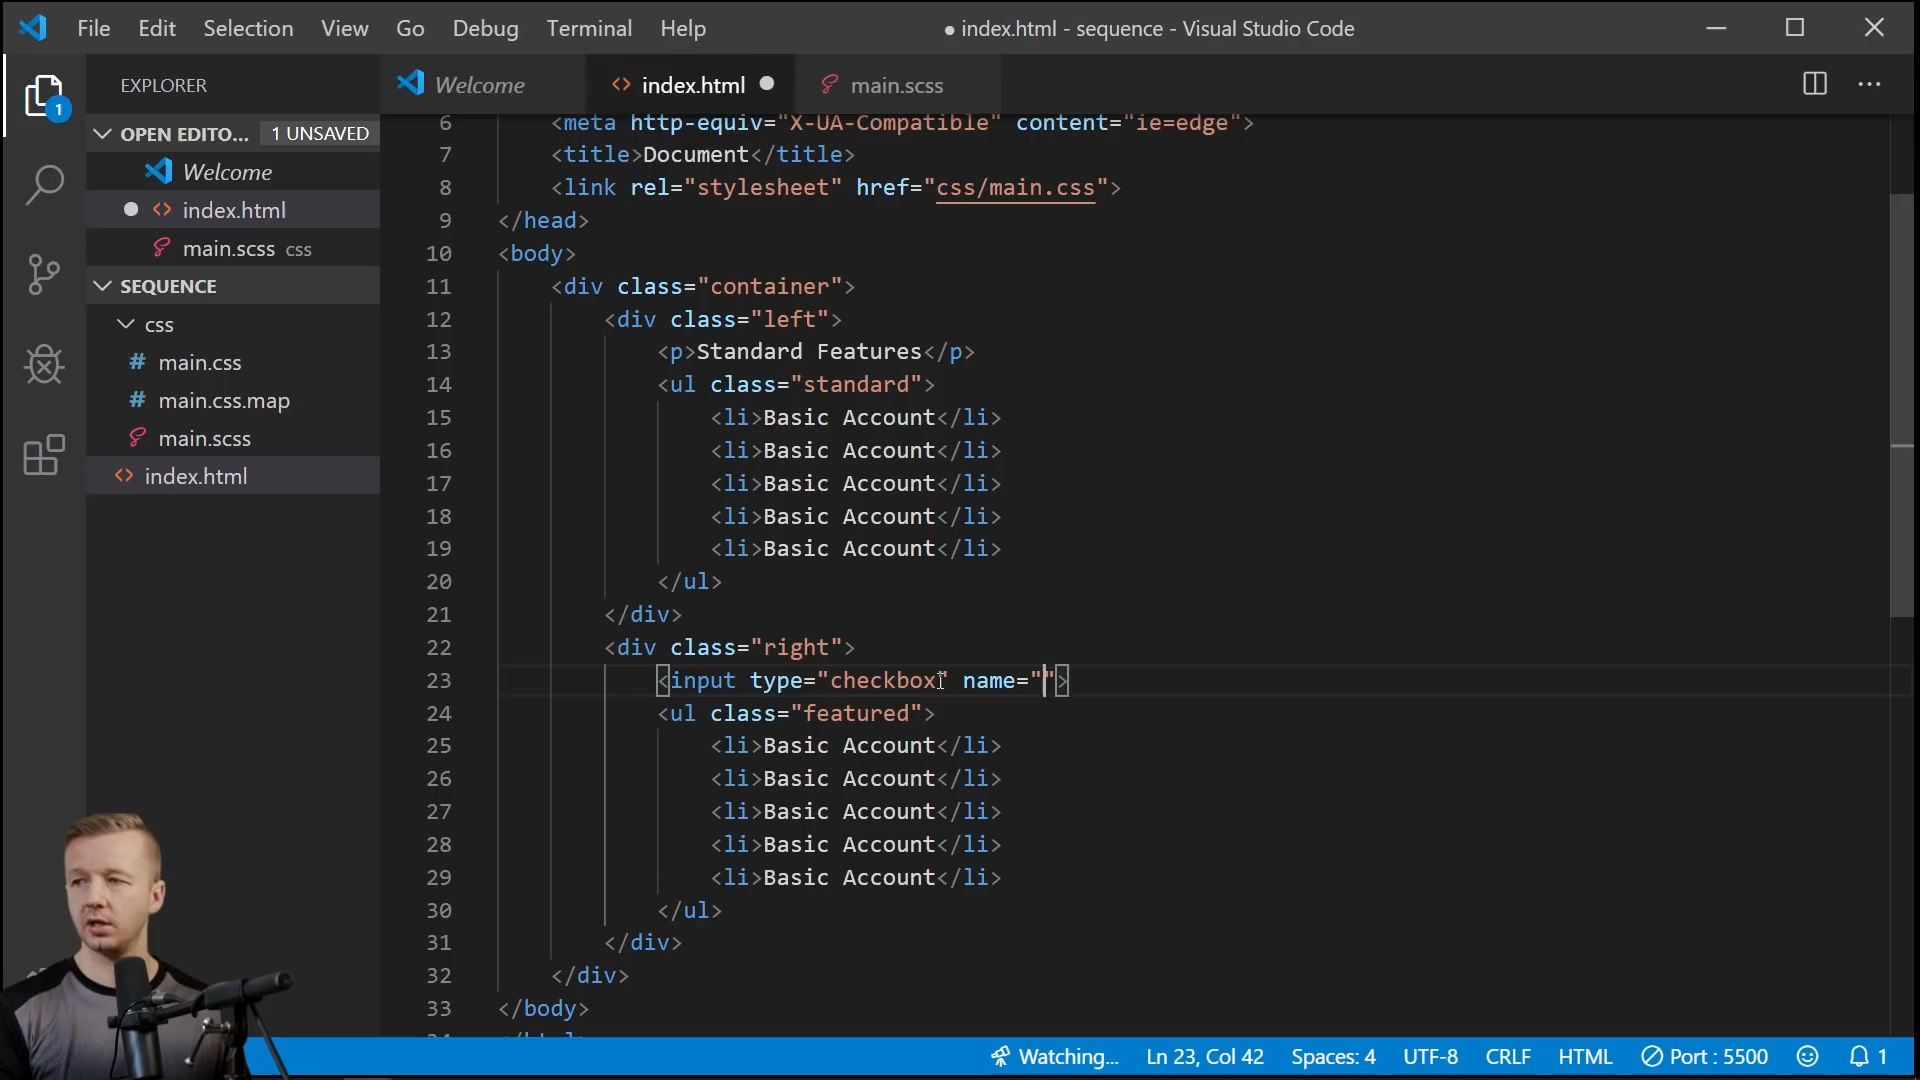 File Edit Selection View Go Debug Terminal Help ● index.html - sequence - Visual Studio Code
EXPLORER
Welcome
index.html
main.scss
OPEN EDITO... 1 UNSAVED
Welcome
index.html
main.scss css
SEQUENCE
css
main.css
main.css.map
main.scss
index.html
1
6 <meta http-equiv="X-UA-Compatible" content="ie=edge">
7 <title>Document</title>
8 <link rel="stylesheet" href="css/main.css">
9 </head>
10 <body>
11 <div class="container">
12 <div class="left">
13 <p>Standard Features</p>
14 <ul class="standard">
15 <li>Basic Account</li>
16 <li>Basic Account</li>
17 <li>Basic Account</li>
18 <li>Basic Account</li>
19 <li>Basic Account</li>
20 </ul>
21 </div>
22 <div class="right">
23 <input type="checkbox" name="">
24 <ul class="featured">
25 <li>Basic Account</li>
26 <li>Basic Account</li>
27 <li>Basic Account</li>
28 <li>Basic Account</li>
29 <li>Basic Account</li>
30 </ul>
31 </div>
32 </div>
33 </body>
Watching... Ln 23, Col 42 Spaces: 4 UTF-8 CRLF HTML Port : 5500 1